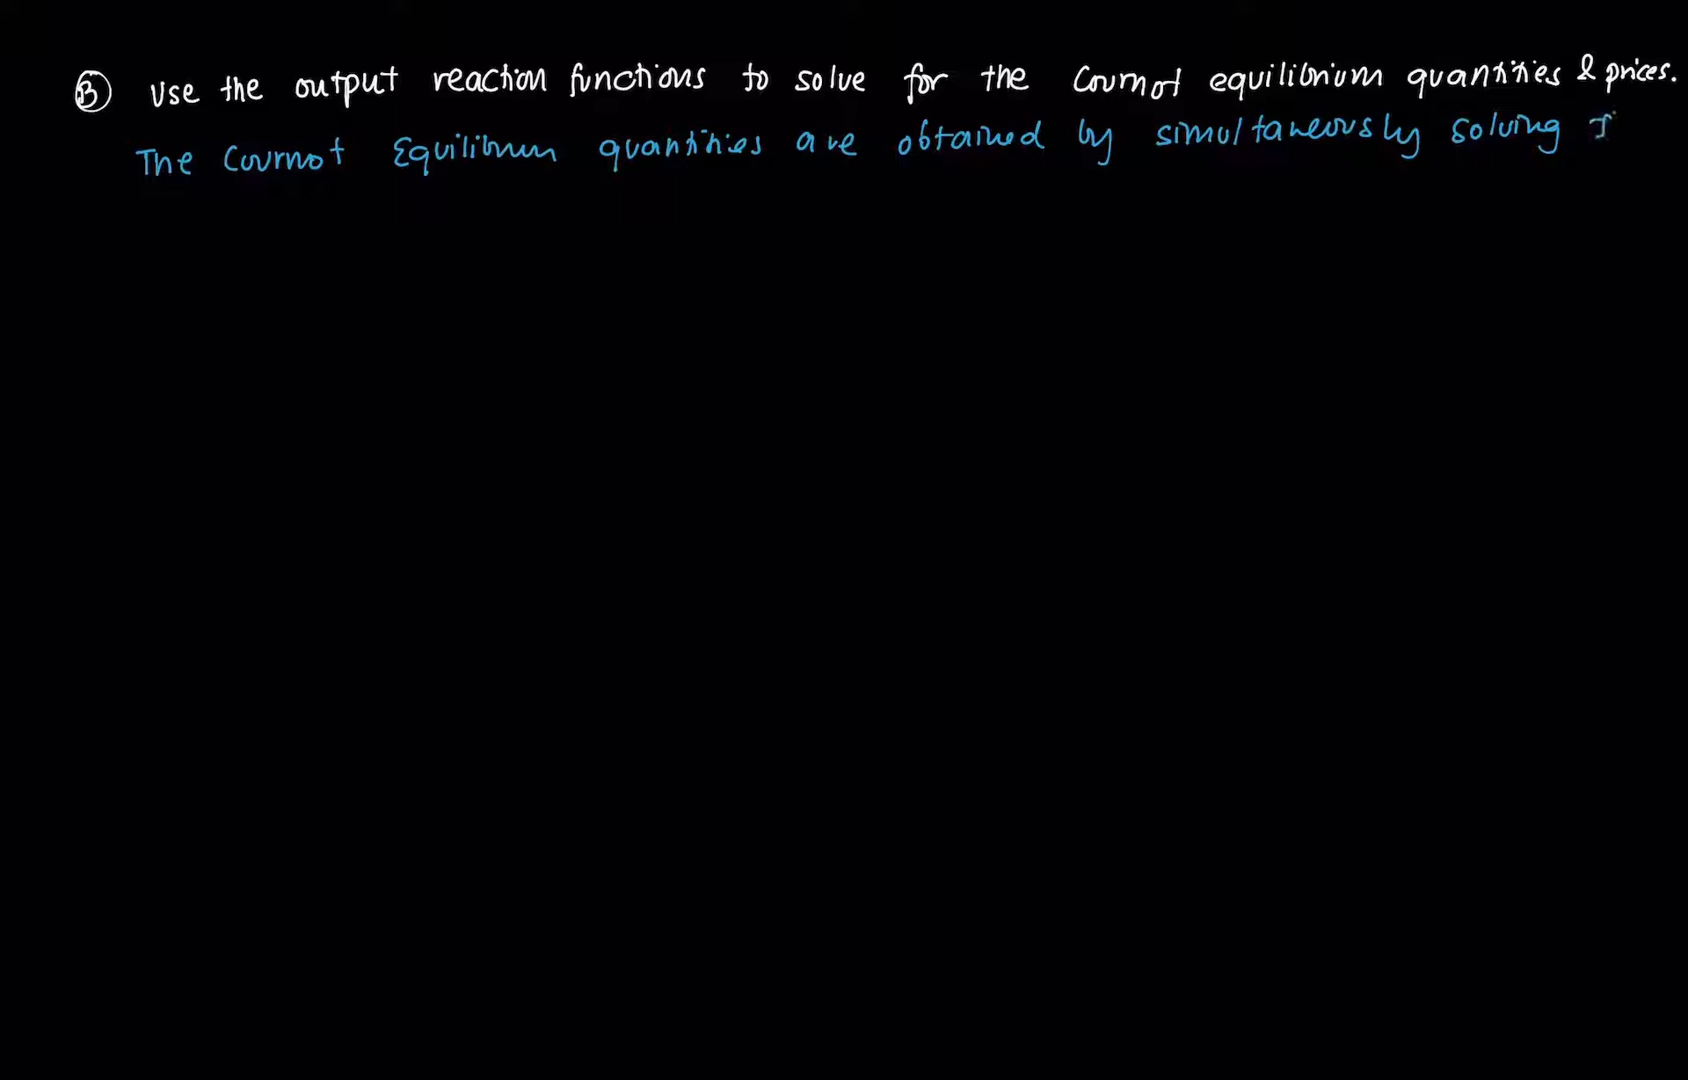 Ⓑ Use the output reaction functions to solve for the Cournot equilibrium quantities & prices.
The Cournot Equilibrium quantities are obtained by simultaneously solving